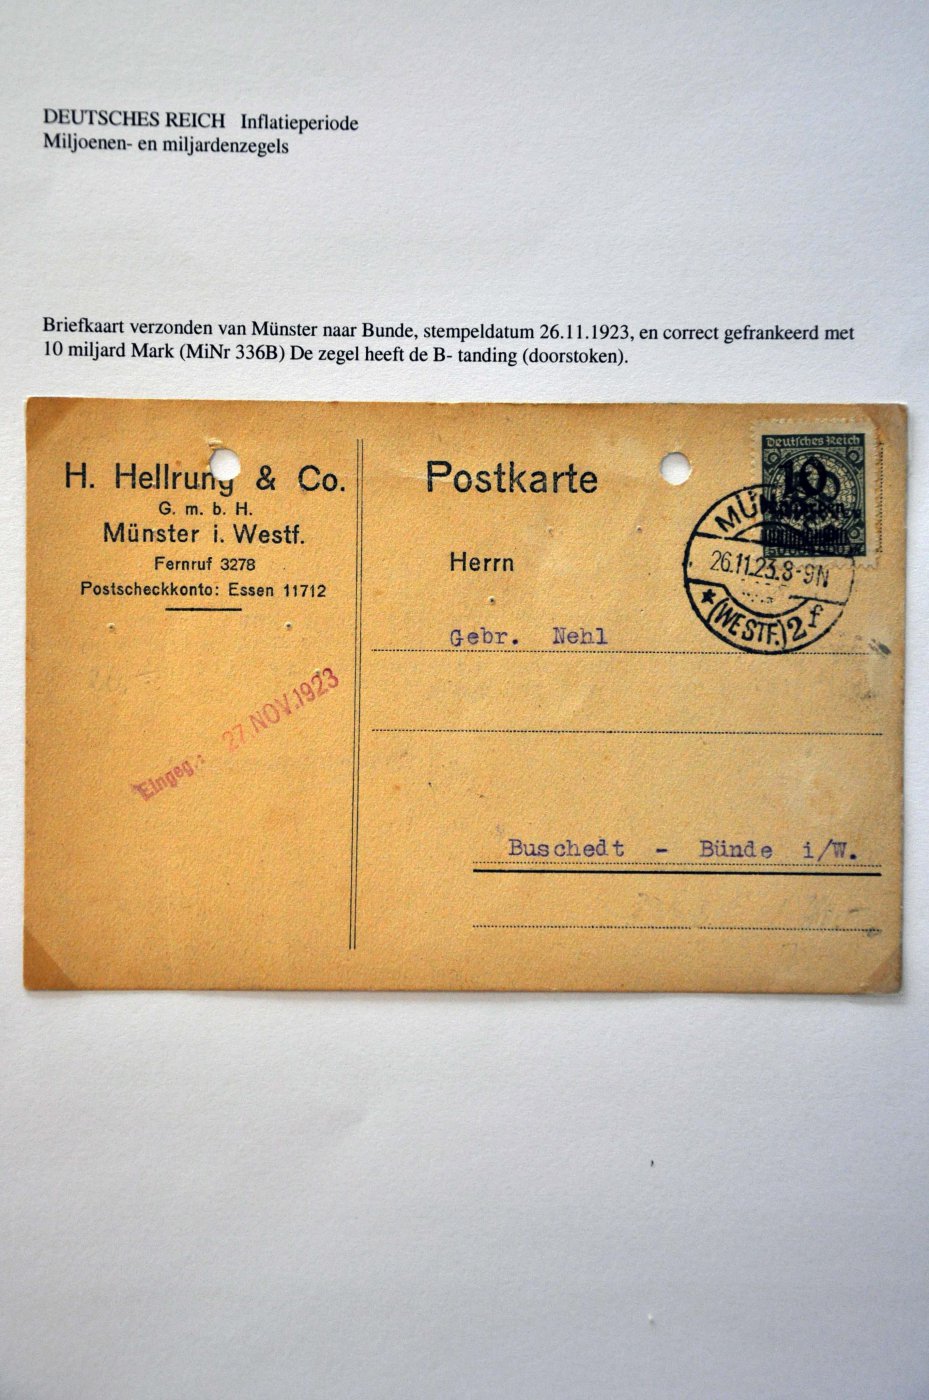 DEUTSCHES REICH Inflatieperiode
Miljoenen- en miljardenzegels
Briefkaart verzonden van Münster naar Bunde, stempeldatum 26.11.1923, en correct gefrankeerd met
10 miljard Mark (MiNr 336B) De zegel heeft de B- tanding (doorstoken).
H. Hellrung & Co.
G. m. b. H.
Münster i. Westf.
Fernruf 3278
Postscheckkonto: Essen 11712
Eingeg.: 27. NOV. 1923
Postkarte
Deutsches Reich
10
26.11.23.8-9N
★ (WESTF.) 2 f
Herrn
Gebr. Nehl
Buschedt - Bünde i/W.